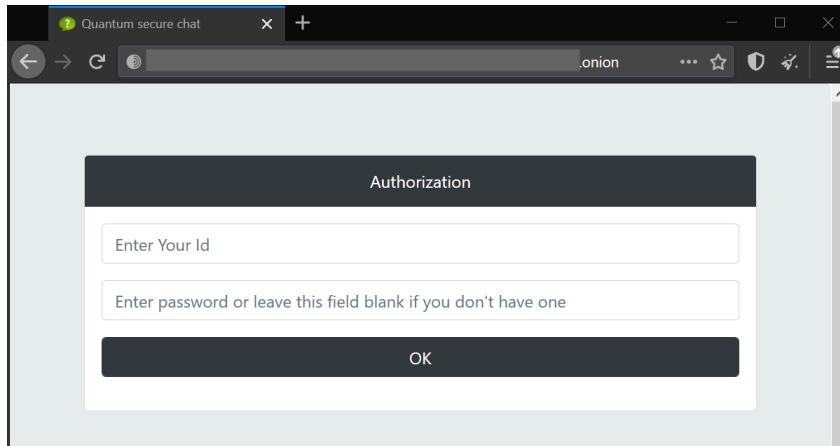 Quantum secure chat
.onion
Authorization
Enter Your Id
Enter password or leave this field blank if you don't have one
OK